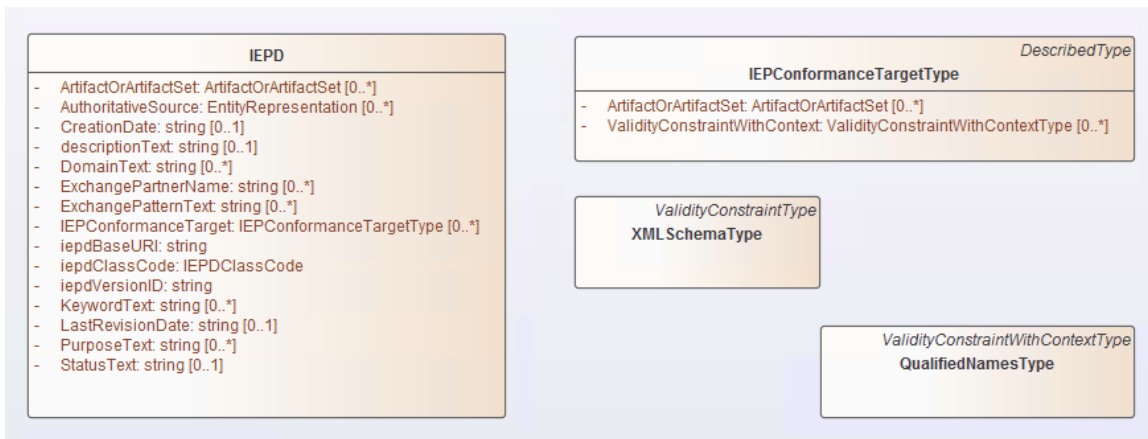 IEPD
- ArtifactOrArtifactSet: ArtifactOrArtifactSet [0..*]
- AuthoritativeSource: EntityRepresentation [0..*]
- CreationDate: string [0..1]
- descriptionText: string [0..1]
- DomainText: string [0..*]
- ExchangePartnerName: string [0..*]
- ExchangePatternText: string [0..*]
- IEPConformanceTarget: IEPConformanceTargetType [0..*]
- iepdBaseURI: string
- iepdClassCode: IEPDClassCode
- iepdVersionID: string
- KeywordText: string [0..*]
- LastRevisionDate: string [0..1]
- PurposeText: string [0..*]
- StatusText: string [0..1]
DescribedType
IEPConformanceTargetType
- ArtifactOrArtifactSet: ArtifactOrArtifactSet [0..*]
- ValidityConstraintWithContext: ValidityConstraintWithContextType [0..*]
ValidityConstraintType
XMLSchemaType
ValidityConstraintWithContextType
QualifiedNamesType